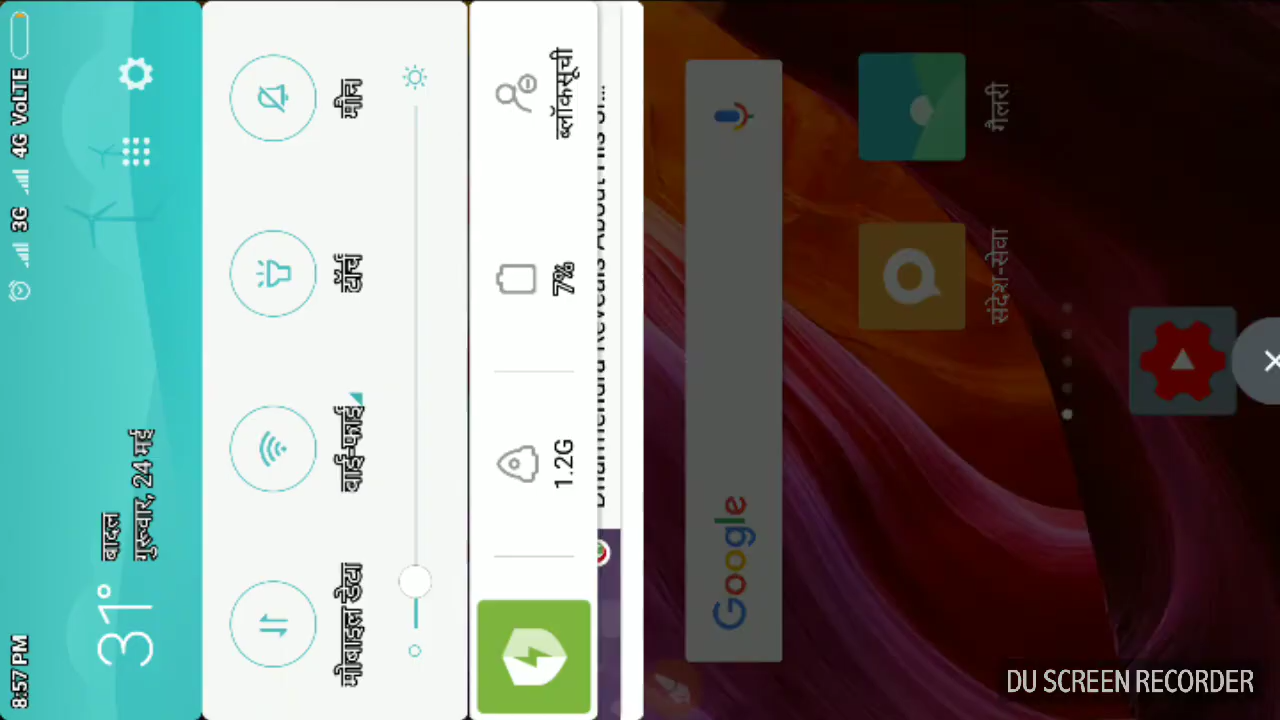 8:57 PM
3G
4G VoLTE
31°
बादल
गुरूवार, 24 मई
मोबाइल डेटा
वाई-फाई
टॉर्च
मौन
1.2G
7%
ब्लॉकसूची
Google
संदेश-सेवा
गैलरी
DU SCREEN RECORDER